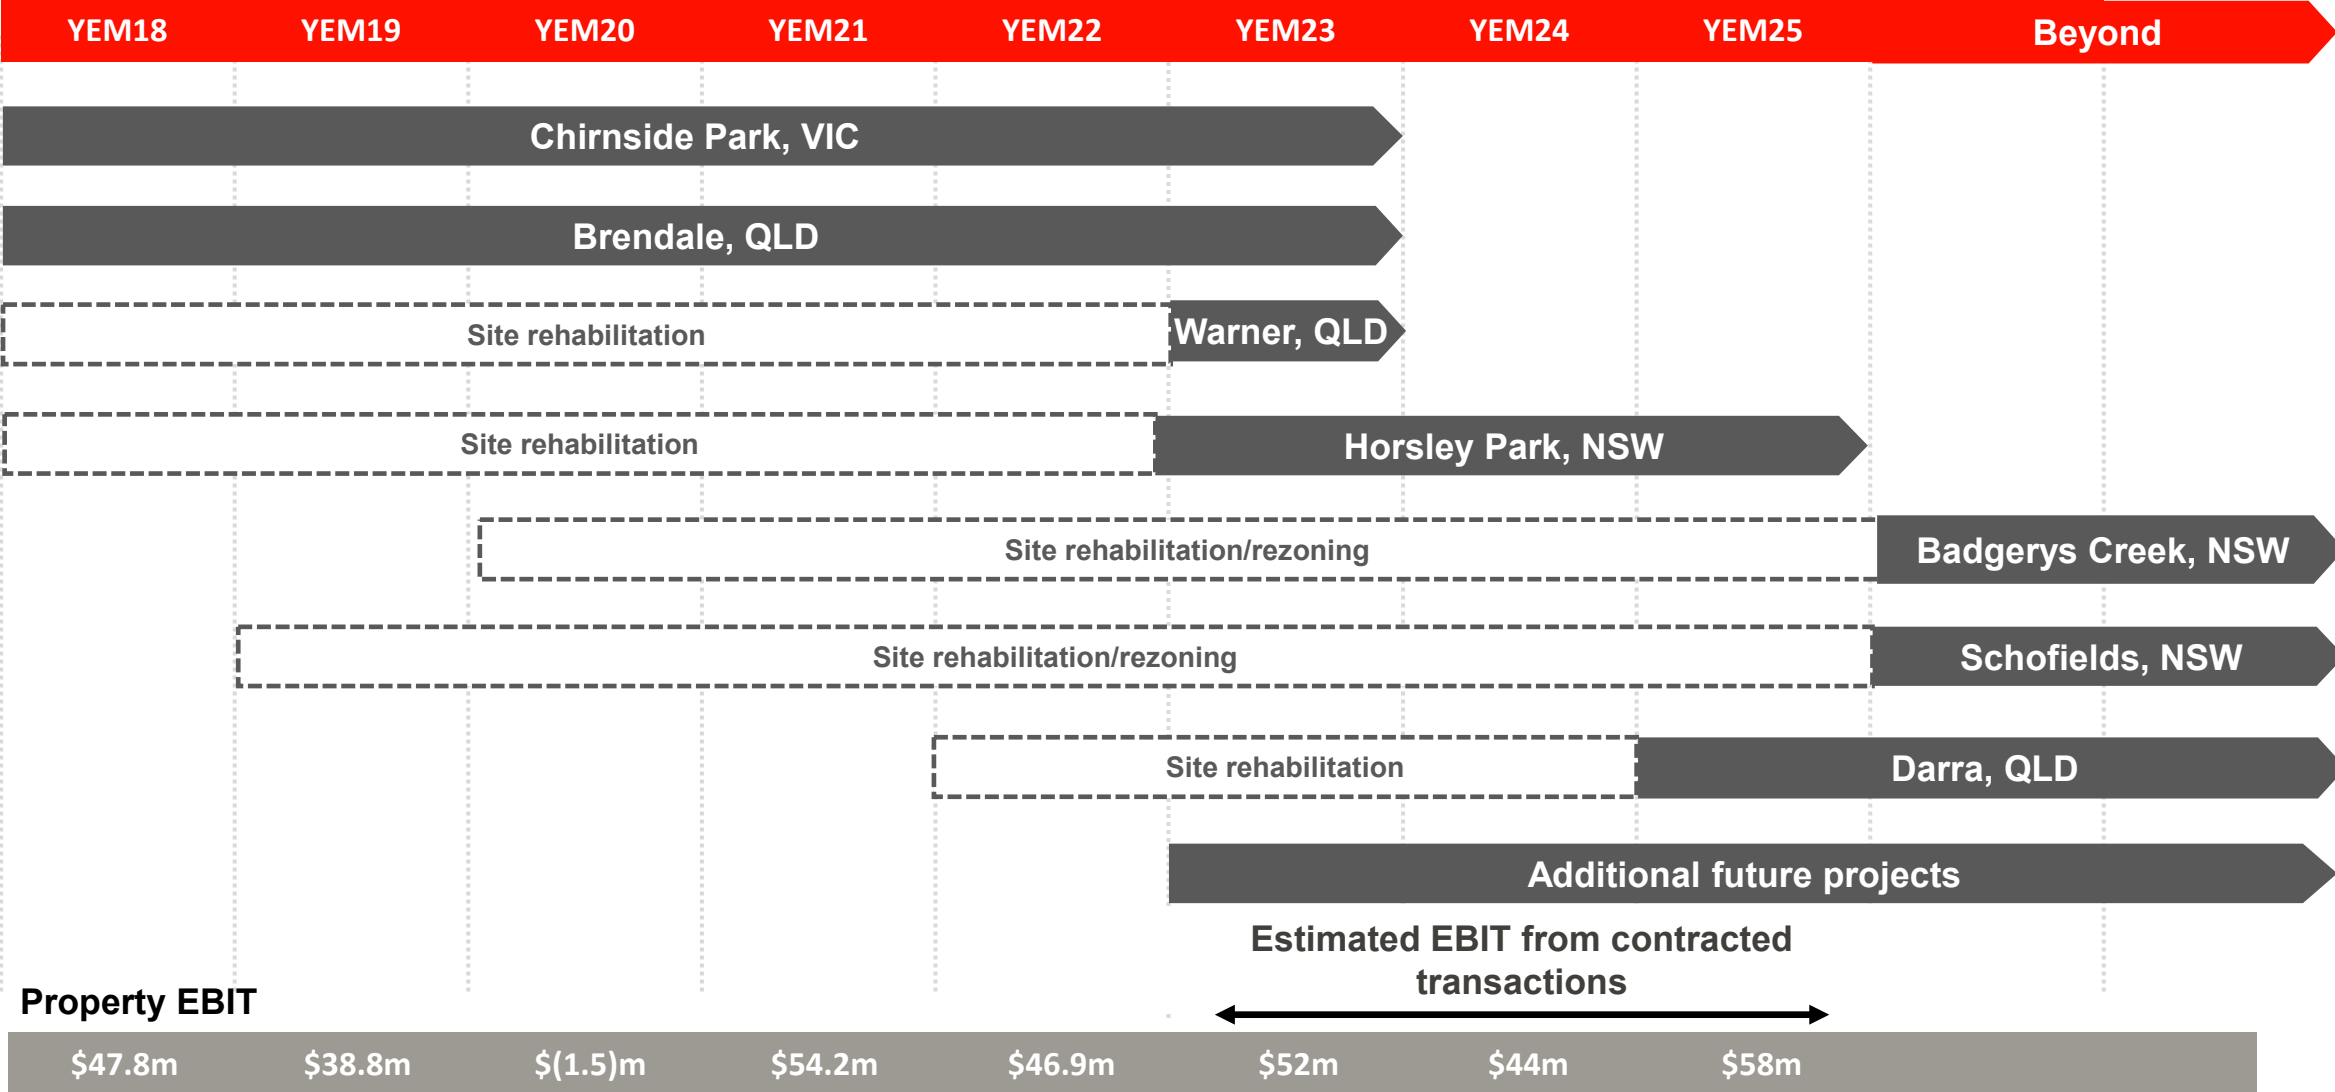 YEM18 YEM19 YEM20 YEM21 YEM22 YEM23 YEM24 YEM25 Beyond
Chirnside Park, VIC
Brendale, QLD
Site rehabilitation Warner, QLD
Site rehabilitation Horsley Park, NSW
Site rehabilitation/rezoning Badgerys Creek, NSW
Site rehabilitation/rezoning Schofields, NSW
Site rehabilitation Darra, QLD
Additional future projects
Estimated EBIT from contracted
transactions
Property EBIT
$47.8m $38.8m $(1.5)m $54.2m $46.9m $52m $44m $58m